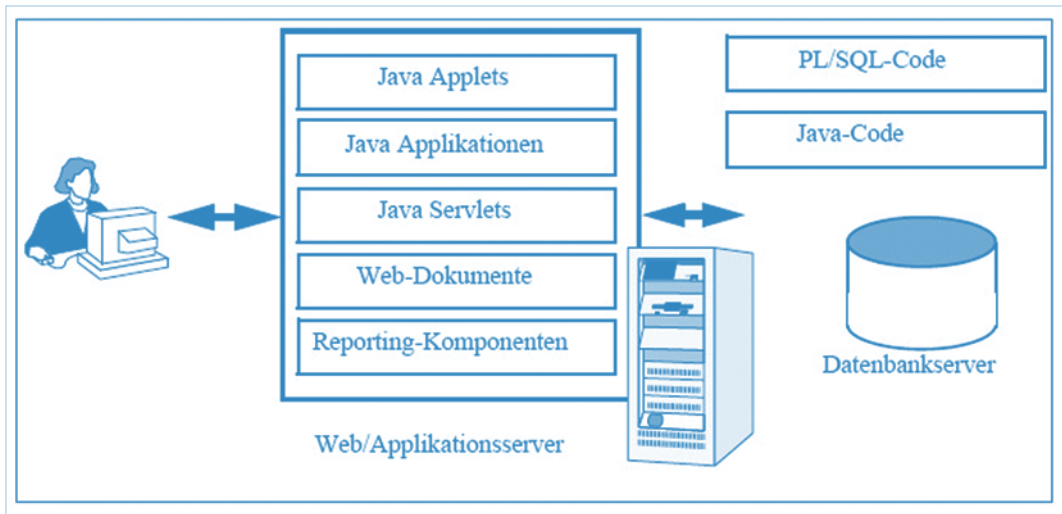 Java Applets
Java Applikationen
Java Servlets
Web-Dokumente
Reporting-Komponenten
Web/Applikationsserver
PL/SQL-Code
Java-Code
Datenbankserver